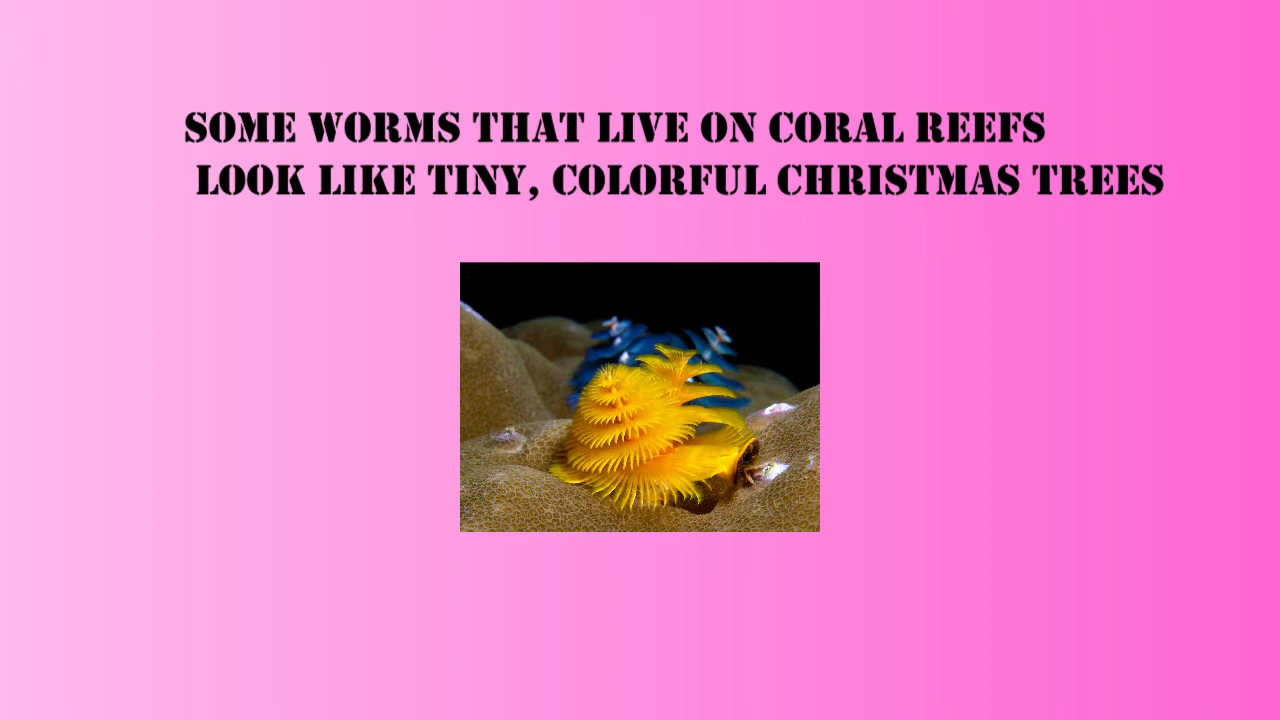 SOME WORMS THAT LIVE ON CORAL REEFS
LOOK LIKE TINY, COLORFUL CHRISTMAS TREES